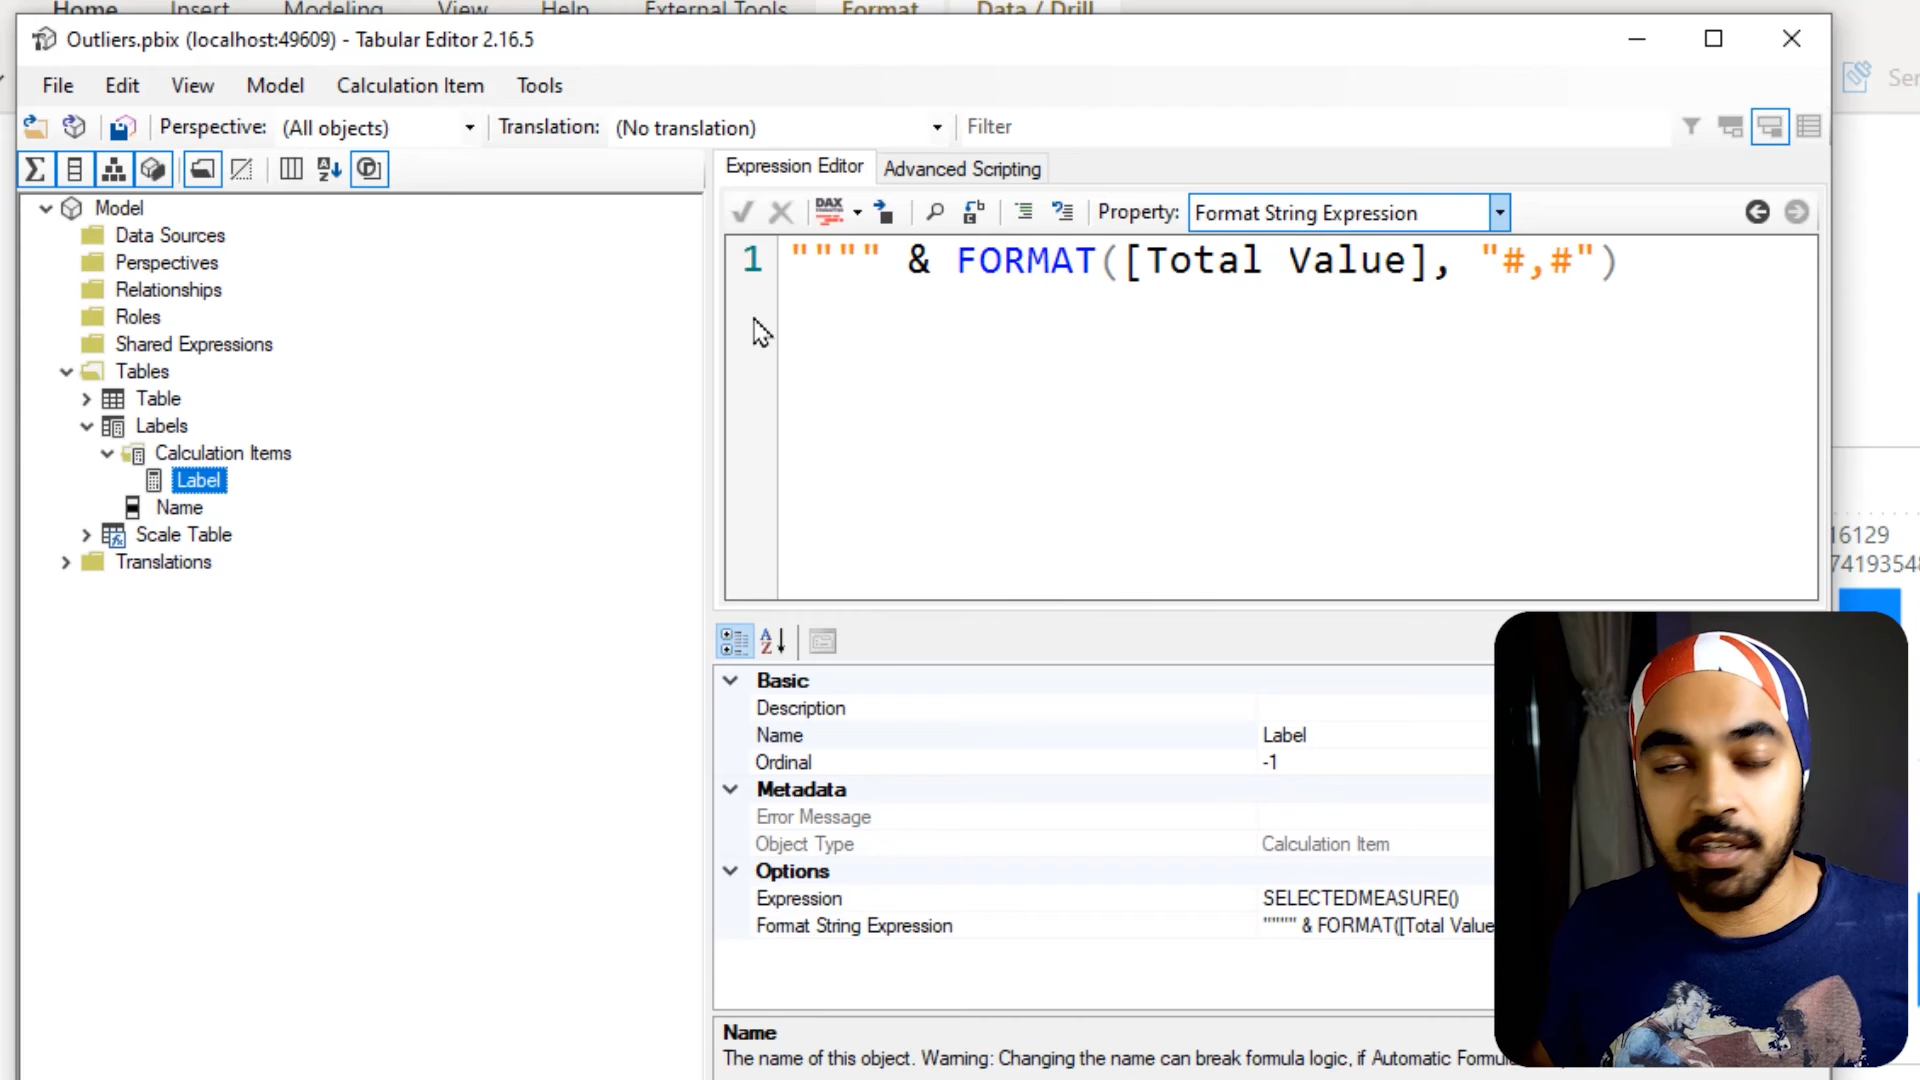 Home Insert Modeling View Help External Tools Format Data / Drill
Outliers.pbix (localhost:49609) - Tabular Editor 2.16.5
File Edit View Model Calculation Item Tools
Perspective: (All objects) Translation: (No translation) Filter
Expression Editor Advanced Scripting
DAX Property: Format String Expression
1 """" & FORMAT([Total Value], "#,#")
Model
Data Sources
Perspectives
Relationships
Roles
Shared Expressions
Tables
Table
Labels
Calculation Items
Label
Name
Scale Table
Translations
16129
7419354
Basic
Description
Name Label
Ordinal -1
Metadata
Error Message
Object Type Calculation Item
Options
Expression SELECTEDMEASURE()
Format String Expression """" & FORMAT([Total Value
Name
The name of this object. Warning: Changing the name can break formula logic, if Automatic